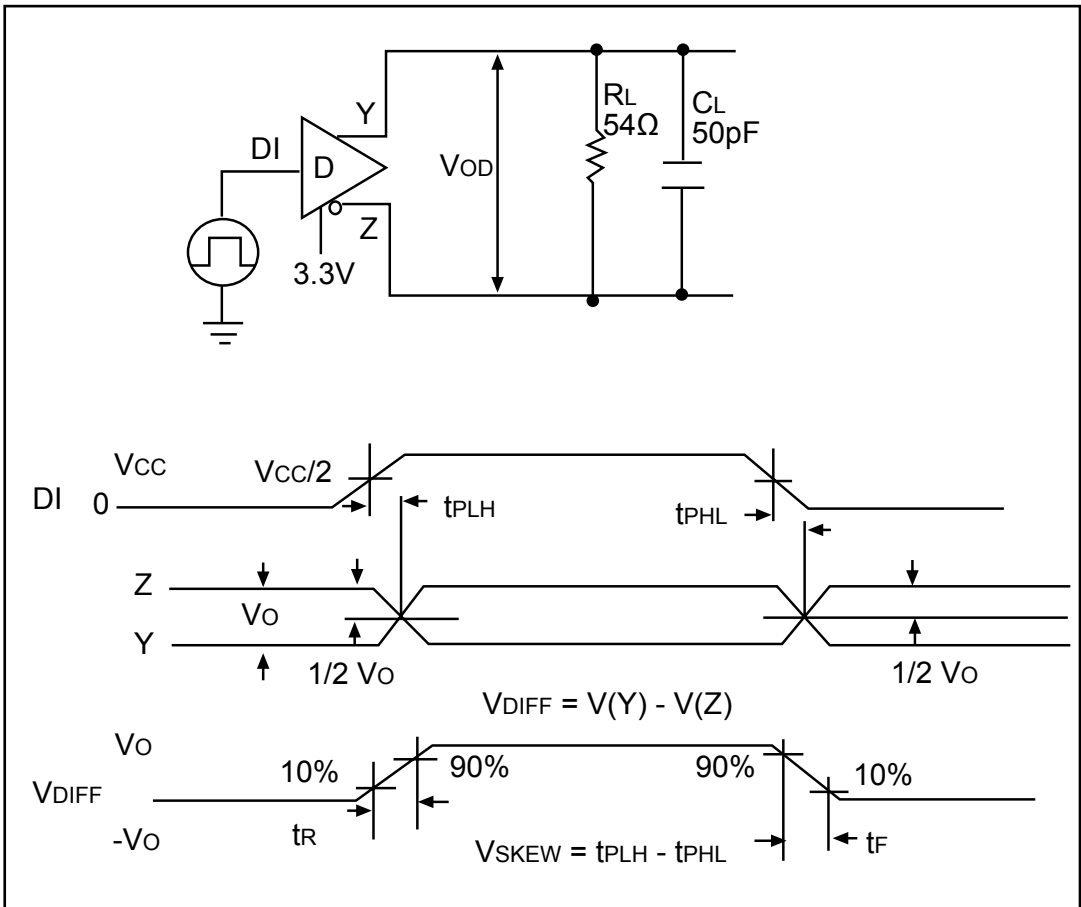 Y
RL
54Ω
CL
50pF
DI
D
VOD
Z
3.3V
VCC
VCC/2
DI
0
tPLH
tPHL
Z
VO
Y
1/2 VO
1/2 VO
VDIFF = V(Y) - V(Z)
VO
10%
90%
90%
10%
VDIFF
-VO
tR
VSKEW = tPLH - tPHL
tF